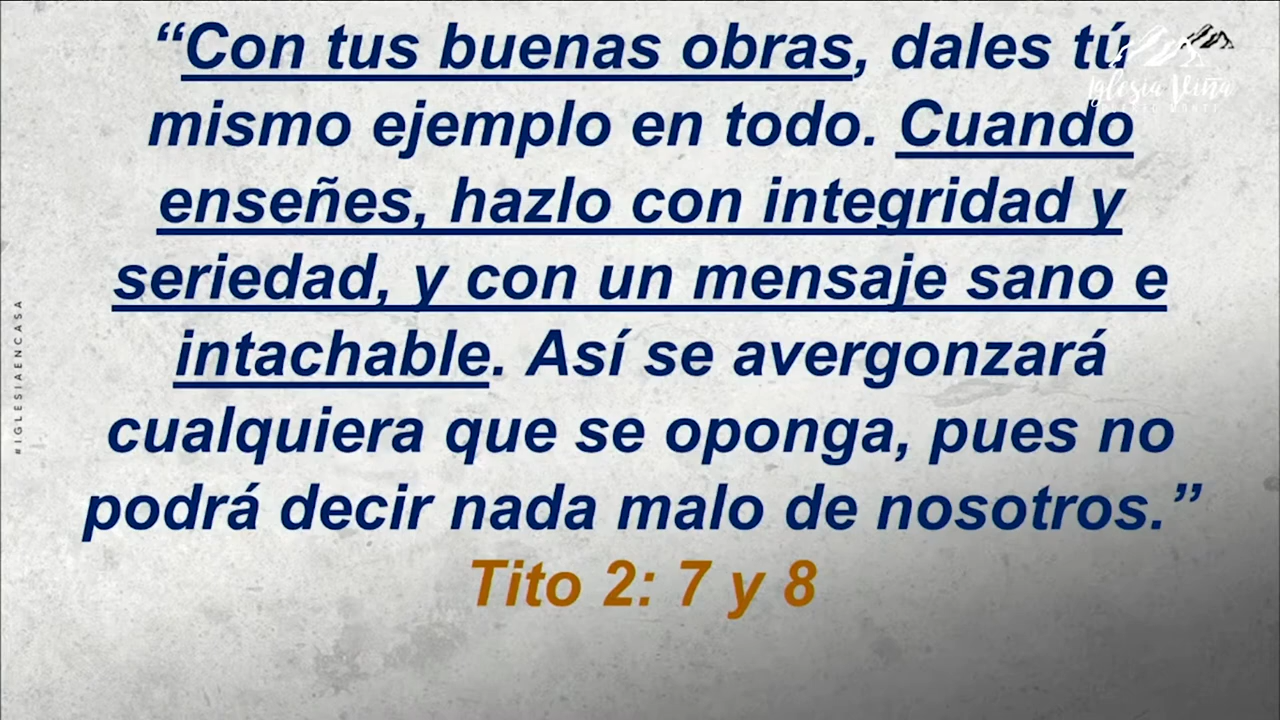 “Con tus buenas obras, dales tú
mismo ejemplo en todo. Cuando
enseñes, hazlo con integridad y
seriedad, y con un mensaje sano e
intachable. Así se avergonzará
cualquiera que se oponga, pues no
podrá decir nada malo de nosotros.”
Tito 2: 7 y 8
Iglesia Viña
#IGLESIAENCASA